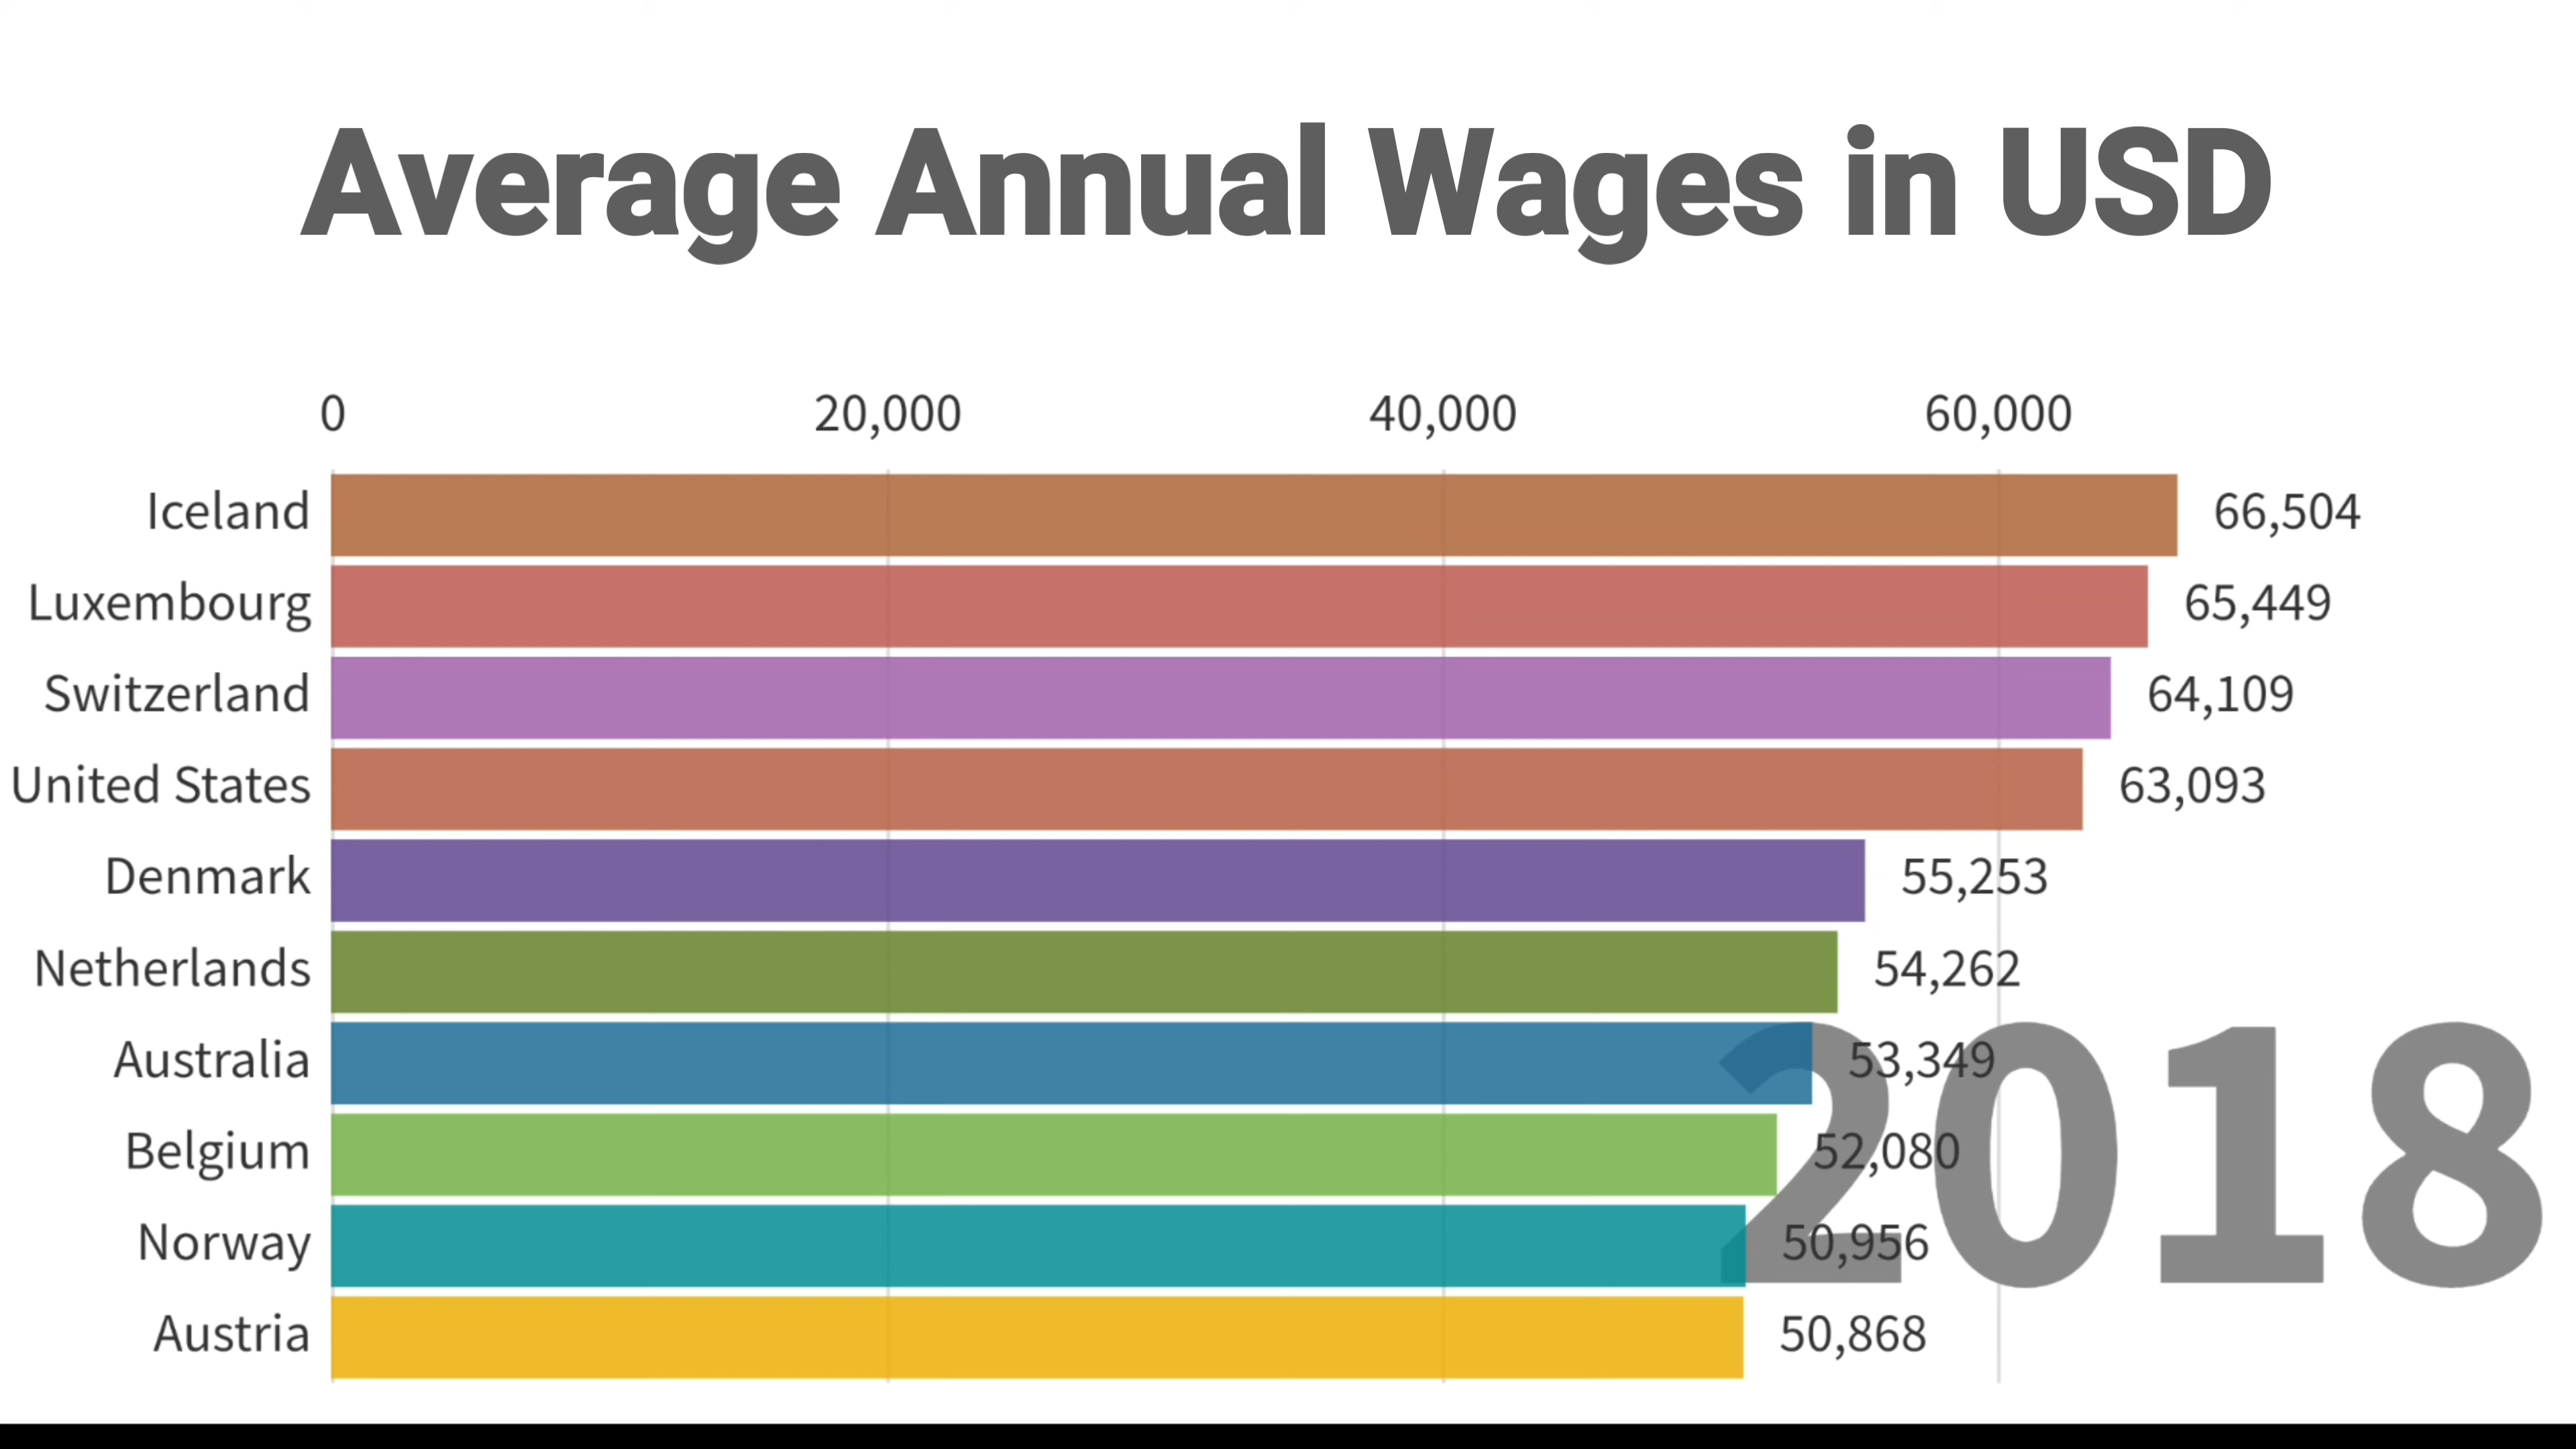 Average Annual Wages in USD
0 20,000 40,000 60,000
Iceland 66,504
Luxembourg 65,449
Switzerland 64,109
United States 63,093
Denmark 55,253
Netherlands 54,262
Australia 53,349
Belgium 52,080
2018
Norway 50,956
Austria 50,868